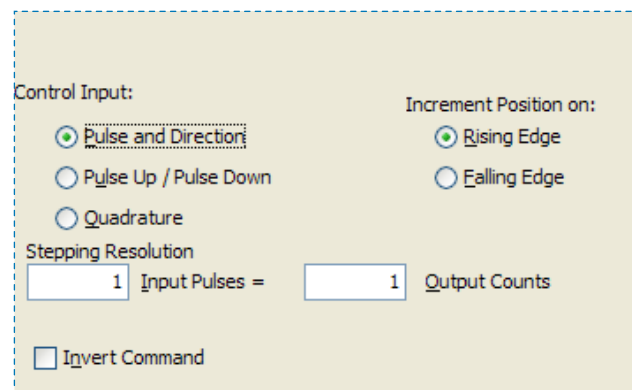 Control Input:
Increment Position on:
Pulse and Direction
Rising Edge
Pulse Up / Pulse Down
Falling Edge
Quadrature
Stepping Resolution
1 Input Pulses = 1 Output Counts
Invert Command